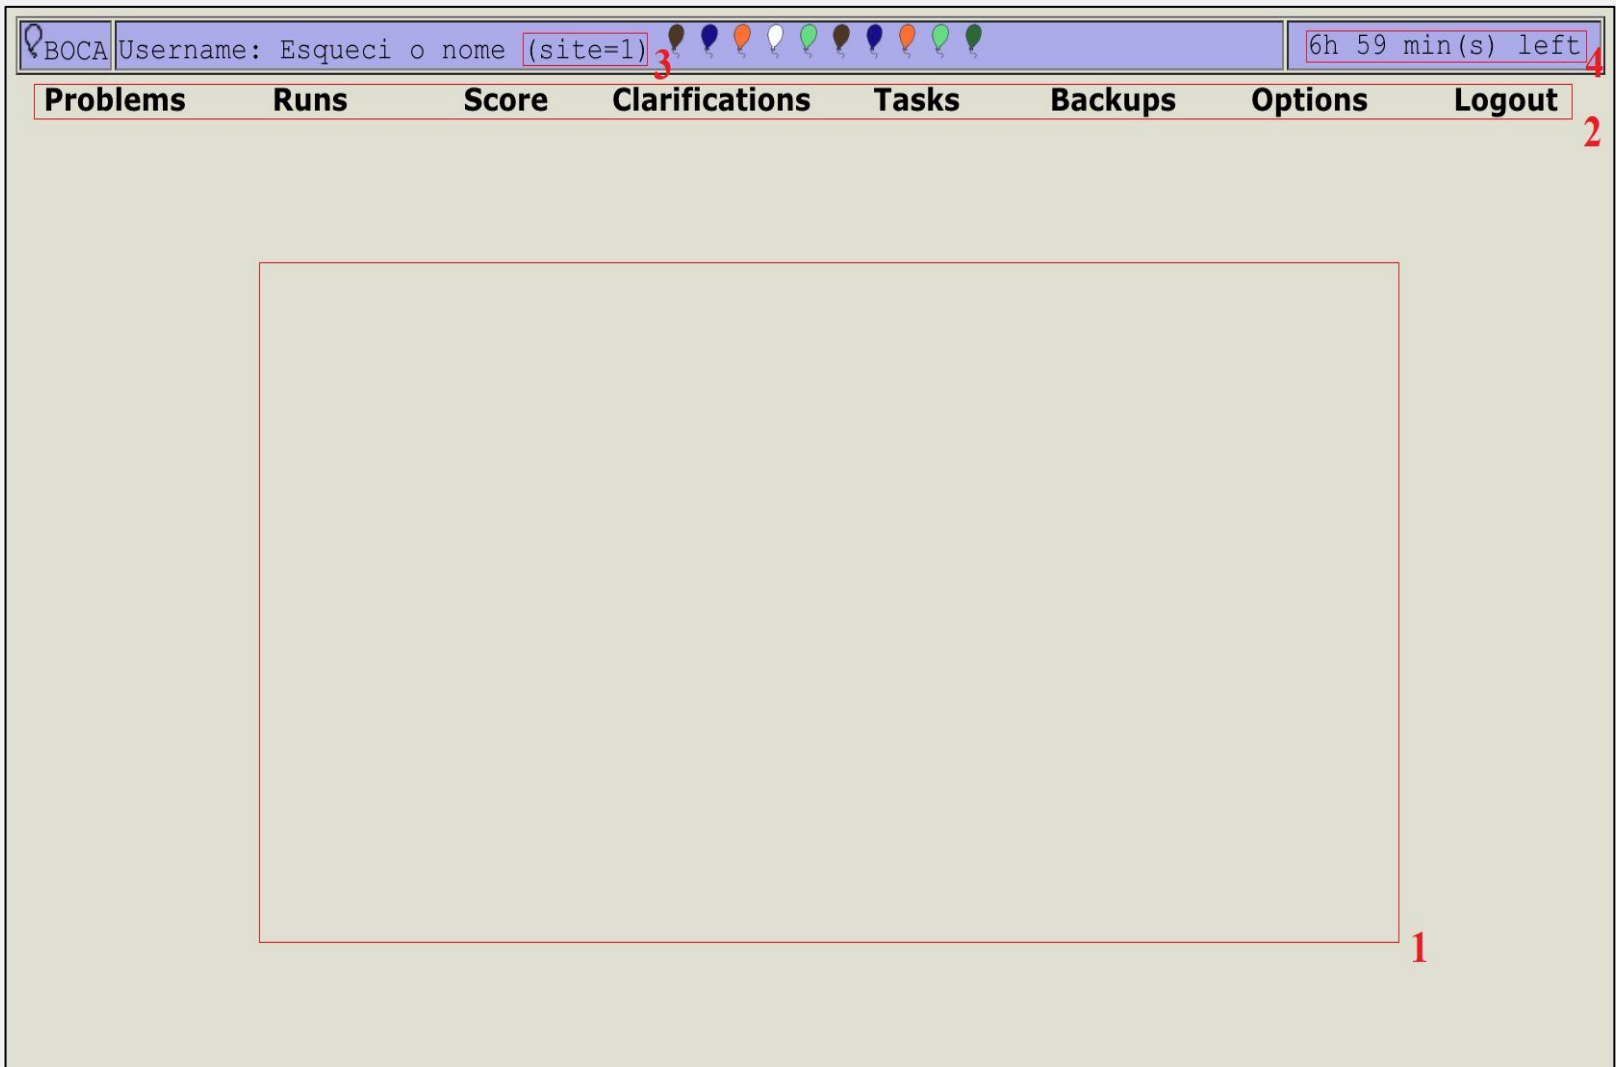 BOCA Username: Esqueci o nome (site=1) 3 6h 59 min(s) left 4
Problems Runs Score Clarifications Tasks Backups Options Logout
2
1